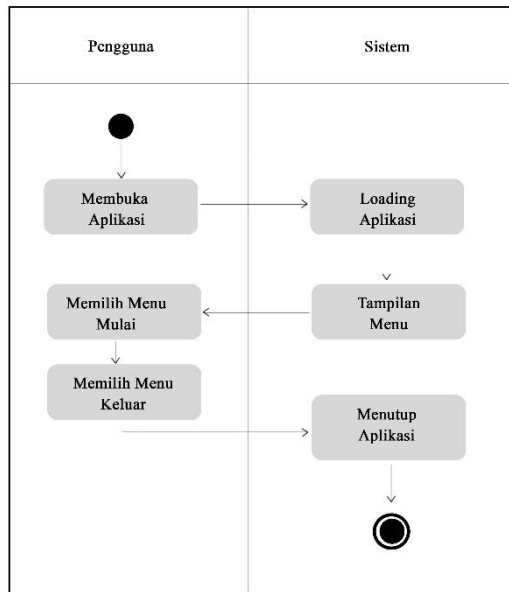 Pengguna
Sistem
Membuka
Aplikasi
Loading
Aplikasi
Memilih Menu
Mulai
Tampilan
Menu
Memilih Menu
Keluar
Menutup
Aplikasi